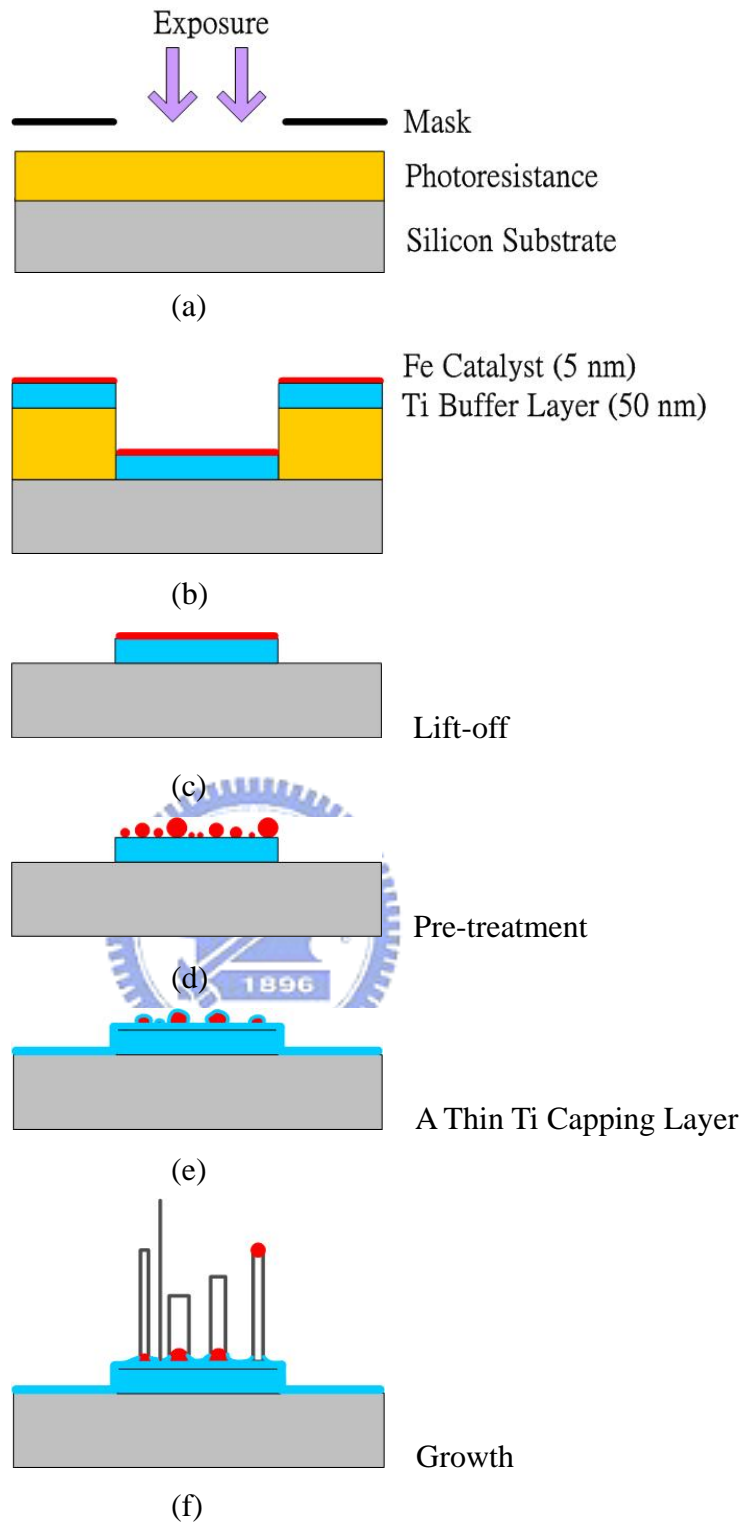 Exposure
Mask
Photoresistance
Silicon Substrate
(a)
Fe Catalyst (5 nm)
Ti Buffer Layer (50 nm)
(b)
Lift-off
(c)
Pre-treatment
(d)
1896
A Thin Ti Capping Layer
(e)
Growth
(f)